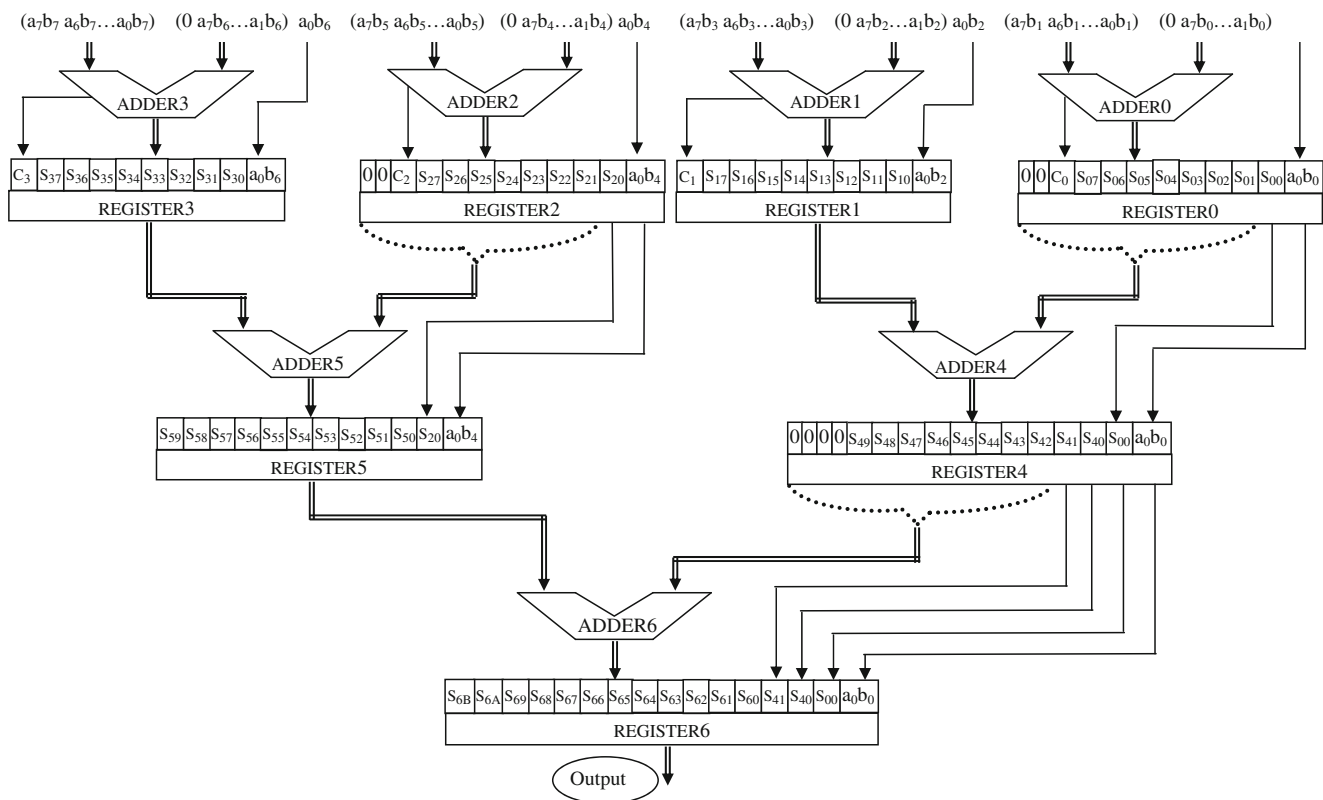 (a₇b₇ a₆b₇…a₀b₇) (0 a₇b₆…a₁b₆) a₀b₆ (a₇b₅ a₆b₅…a₀b₅) (0 a₇b₄…a₁b₄) a₀b₄ (a₇b₃ a₆b₃…a₀b₃) (0 a₇b₂…a₁b₂) a₀b₂ (a₇b₁ a₆b₁…a₀b₁) (0 a₇b₀…a₁b₀)
ADDER3 ADDER2 ADDER1 ADDER0
C₃ S₃₇ S₃₆ S₃₅ S₃₄ S₃₃ S₃₂ S₃₁ S₃₀ a₀b₆ 0 0 C₂ S₂₇ S₂₆ S₂₅ S₂₄ S₂₃ S₂₂ S₂₁ S₂₀ a₀b₄ C₁ S₁₇ S₁₆ S₁₅ S₁₄ S₁₃ S₁₂ S₁₁ S₁₀ a₀b₂ 0 0 C₀ S₀₇ S₀₆ S₀₅ S₀₄ S₀₃ S₀₂ S₀₁ S₀₀ a₀b₀
REGISTER3 REGISTER2 REGISTER1 REGISTER0
ADDER5 ADDER4
S₅₉ S₅₈ S₅₇ S₅₆ S₅₅ S₅₄ S₅₃ S₅₂ S₅₁ S₅₀ S₂₀ a₀b₄ 0 0 0 0 S₄₉ S₄₈ S₄₇ S₄₆ S₄₅ S₄₄ S₄₃ S₄₂ S₄₁ S₄₀ S₀₀ a₀b₀
REGISTER5 REGISTER4
ADDER6
S₆B S₆A S₆₉ S₆₈ S₆₇ S₆₆ S₆₅ S₆₄ S₆₃ S₆₂ S₆₁ S₆₀ S₄₁ S₄₀ S₀₀ a₀b₀
REGISTER6
Output